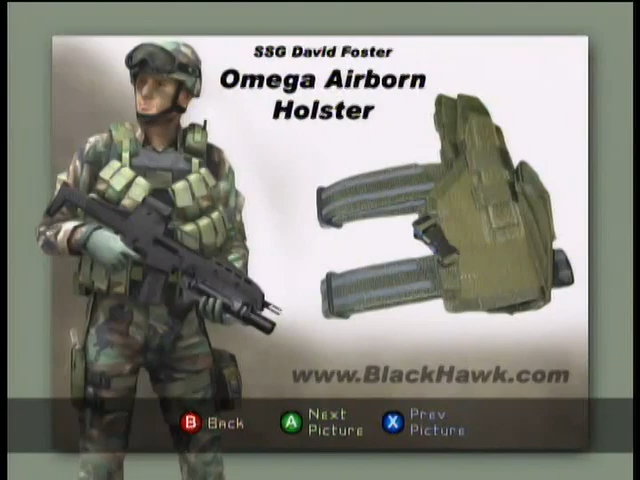 SSG David Foster
Omega Airborn
Holster
www.BlackHawk.com
B Back
A Next Picture
X Prev Picture